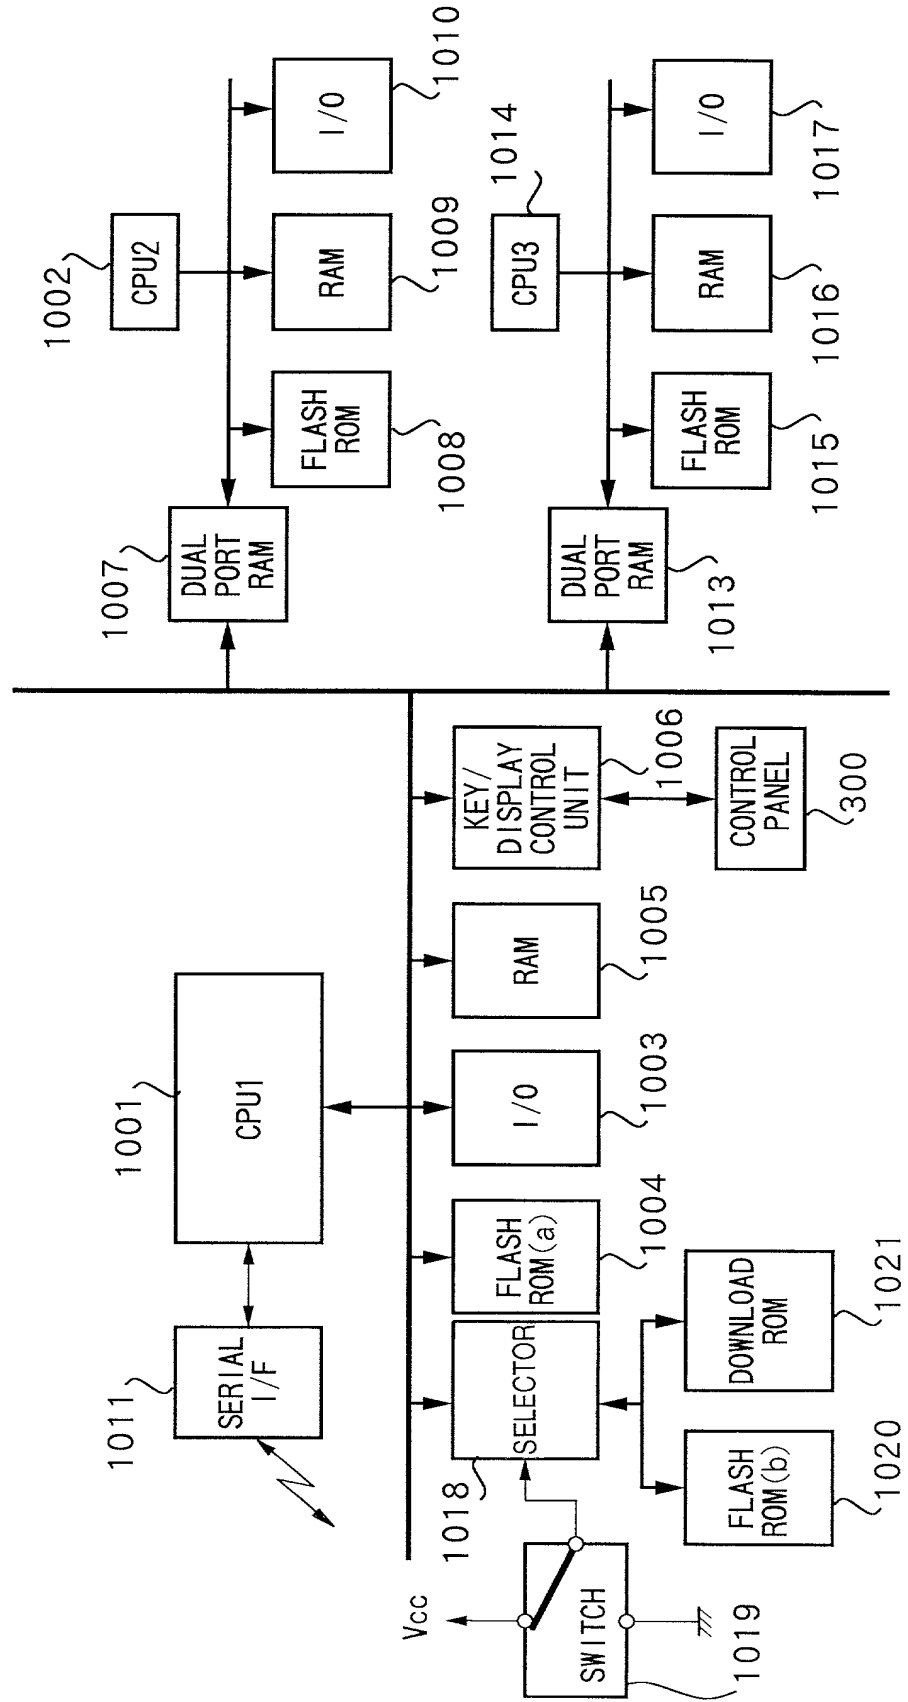 1011
SERIAL
I/F
1001
CPU1
Vcc
SWITCH
1019
1018
SELECTOR
FLASH
ROM(a)
1004
I/O
1003
RAM
1005
KEY/
DISPLAY
CONTROL
UNIT
1006
FLASH
ROM(b)
1020
DOWNLOAD
ROM
1021
CONTROL
PANEL
300
1007
DUAL
PORT
RAM
1002
CPU2
FLASH
ROM
1008
RAM
1009
I/O
1010
DUAL
PORT
RAM
1013
CPU3
1014
FLASH
ROM
1015
RAM
1016
I/O
1017